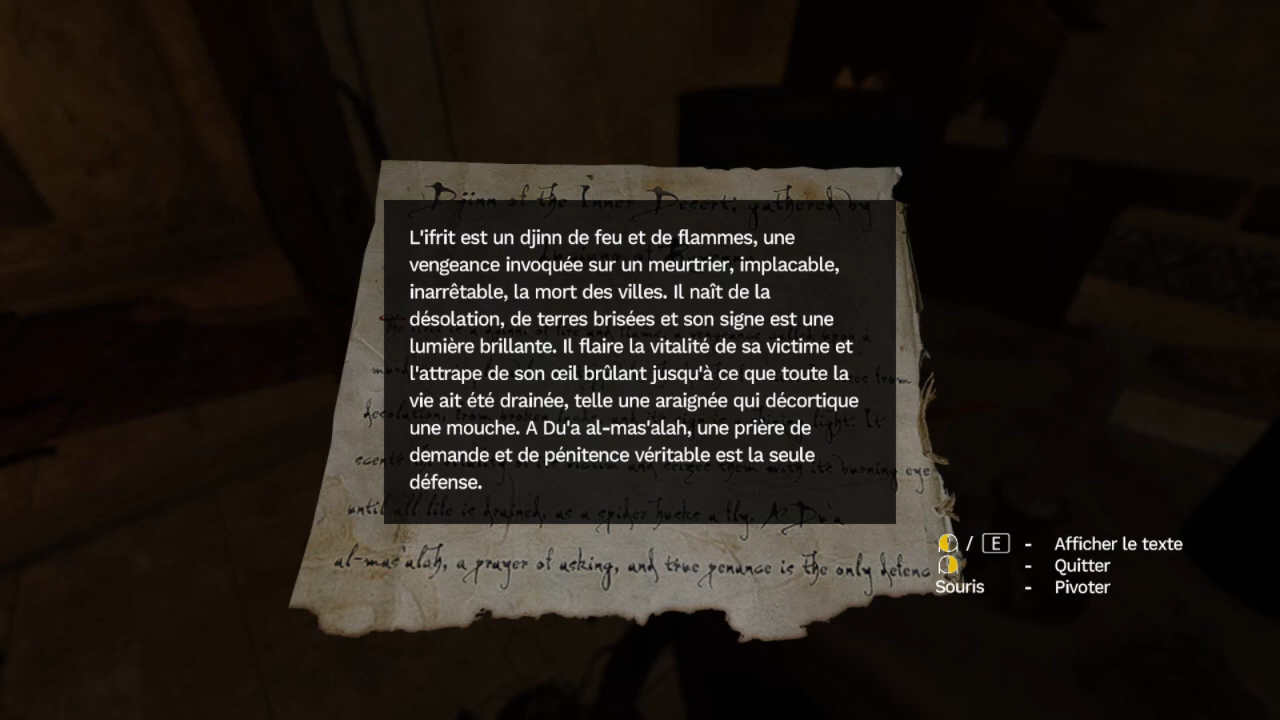 Djinn of the Inner Desert; gathered by
L'ifrit est un djinn de feu et de flammes, une
vengeance invoquée sur un meurtrier, implacable,
inarrêtable, la mort des villes. Il naît de la
désolation, de terres brisées et son signe est une
lumière brillante. Il flaire la vitalité de sa victime et
l'attrape de son œil brûlant jusqu'à ce que toute la
vie ait été drainée, telle une araignée qui décortique
une mouche. A Du'a al-mas'alah, une prière de
demande et de pénitence véritable est la seule
défense.
until all life is drained, as a spider husks a fly. A Du'a
al-mas'alah, a prayer of asking, and true penance is the only defenc
/ E - Afficher le texte
- Quitter
Souris - Pivoter